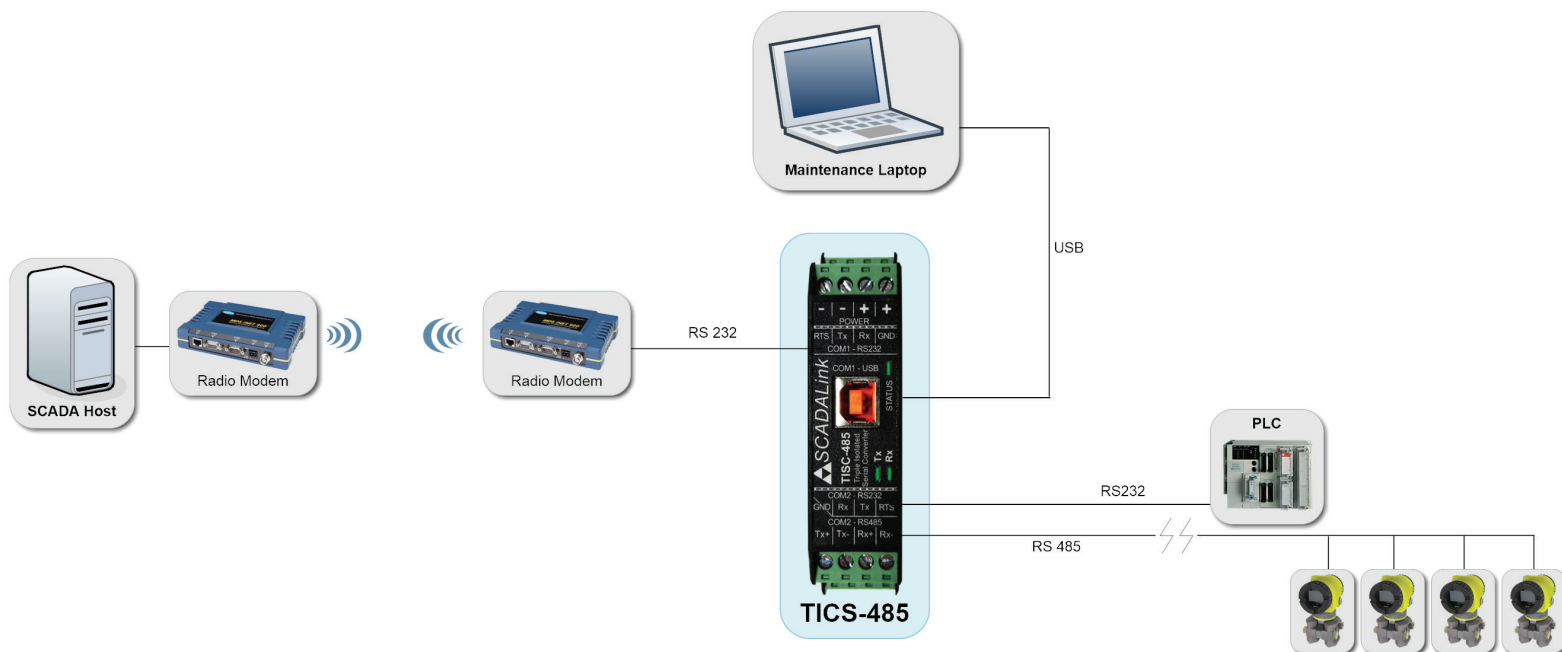 Maintenance Laptop
USB
SCADA Host
Radio Modem
Radio Modem
RS 232
- - + +
POWER
RTS Tx Rx GND
COM1 - RS232
COM1 - USB
STATUS
SCADALink
TISC-485
Triple Isolated
Serial Converter
Tx
Rx
COM2 - RS232
GND Rx Tx RTS
COM2 - RS485
Tx+ Tx- Rx+ Rx-
TICS-485
PLC
RS232
RS 485